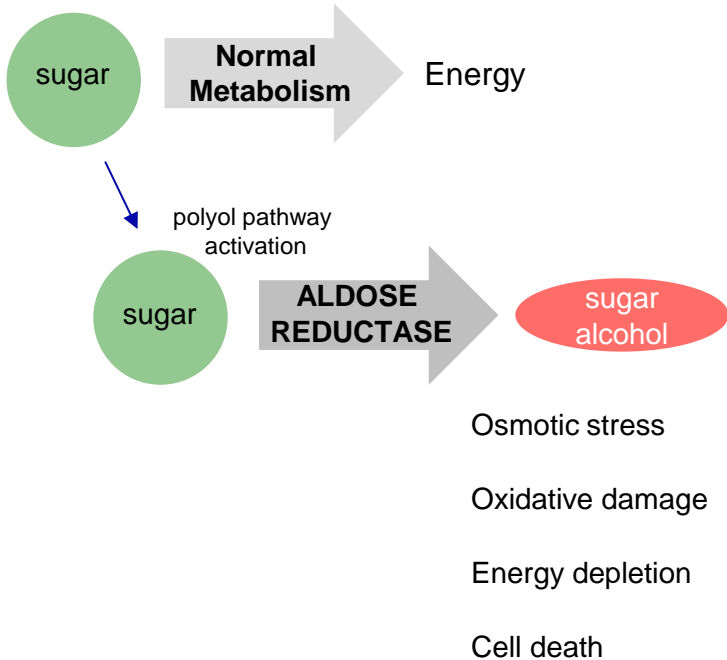 sugar
Normal
Metabolism
Energy
polyol pathway
activation
sugar
ALDOSE
REDUCTASE
sugar
alcohol
Osmotic stress
Oxidative damage
Energy depletion
Cell death